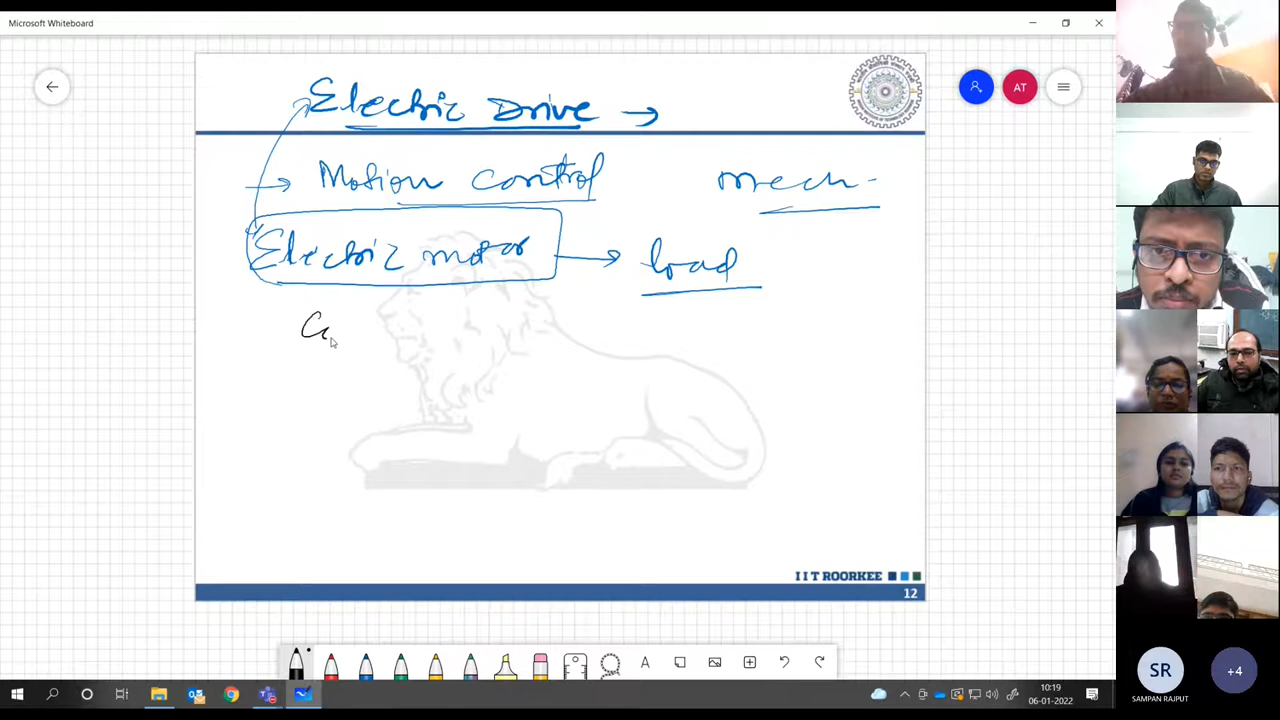 Microsoft Whiteboard
Electric Drive →
AT
→ Motion control mech.
Electric motor → load
IIT ROORKEE
12
A
SR
+4
SAMPAN RAJPUT
10:19
06-01-2022